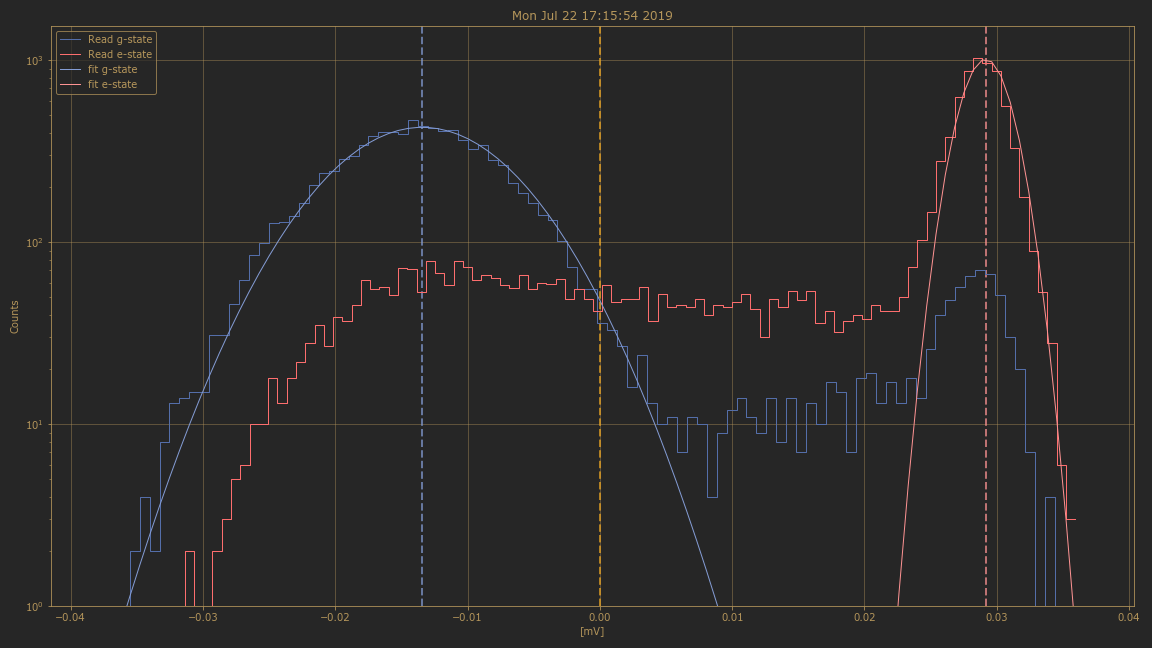 Mon Jul 22 17:15:54 2019
Read g-state
Read e-state
fit g-state
fit e-state
10³
10²
10¹
10⁰
Counts
−0.04 −0.03 −0.02 −0.01 0.00 0.01 0.02 0.03 0.04
[mV]